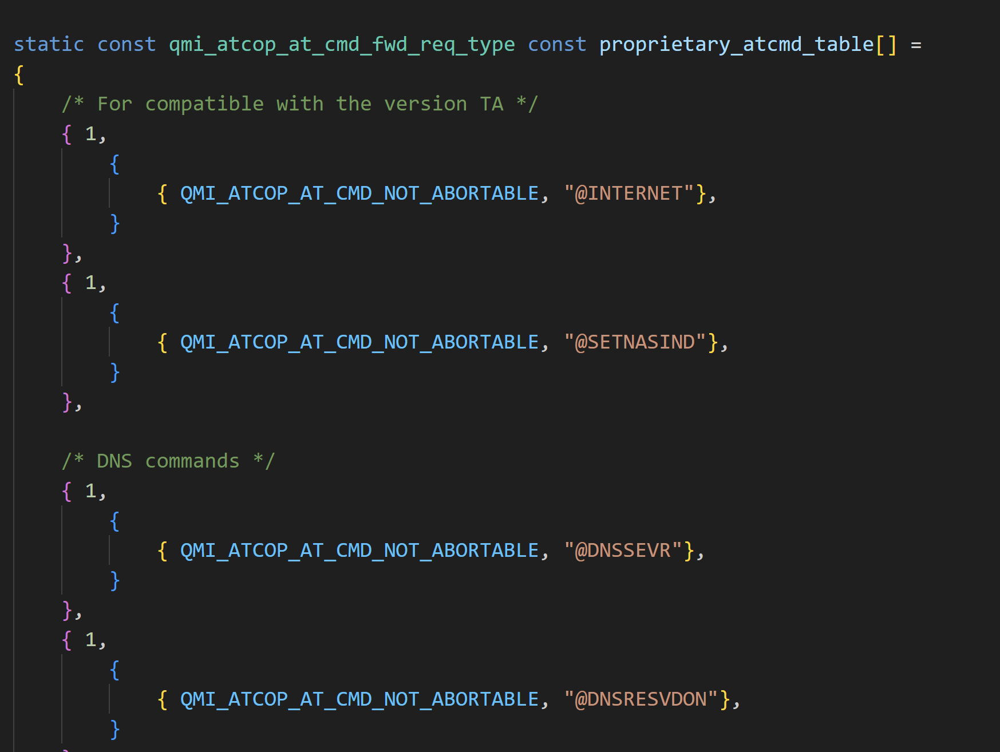 static const qmi_atcop_at_cmd_fwd_req_type const proprietary_atcmd_table[] =
{
/* For compatible with the version TA */
{ 1,
{
{ QMI_ATCOP_AT_CMD_NOT_ABORTABLE, "@INTERNET"},
}
},
{ 1,
{
{ QMI_ATCOP_AT_CMD_NOT_ABORTABLE, "@SETNASIND"},
}
},
/* DNS commands */
{ 1,
{
{ QMI_ATCOP_AT_CMD_NOT_ABORTABLE, "@DNSSEVR"},
}
},
{ 1,
{
{ QMI_ATCOP_AT_CMD_NOT_ABORTABLE, "@DNSRESVDON"},
}